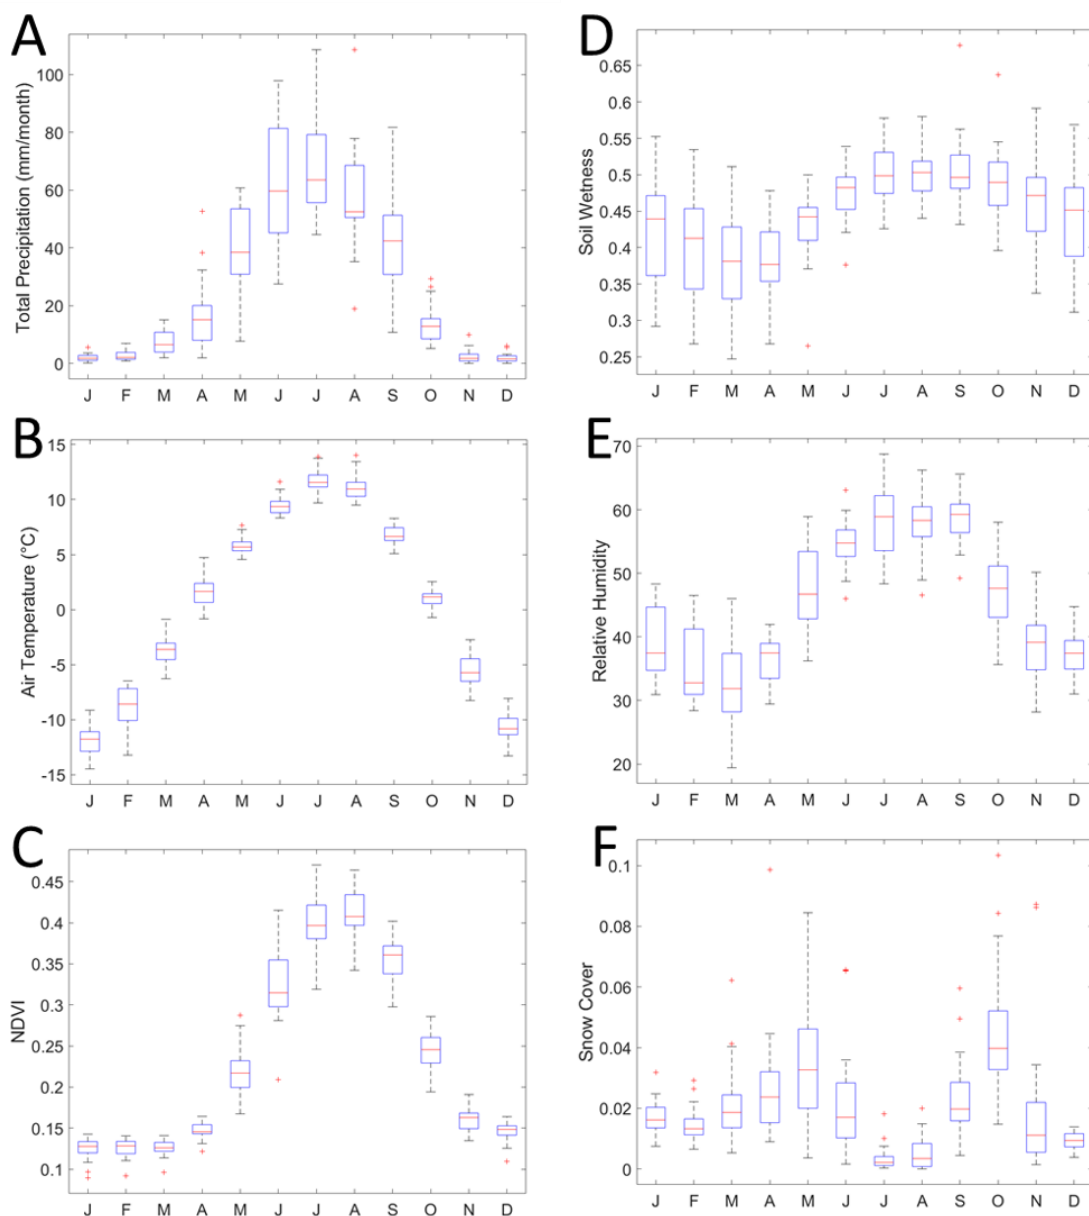 A
Total Precipitation (mm/month)
100
80
60
40
20
0
J F M A M J J A S O N D
B
Air Temperature (°C)
15
10
5
0
-5
-10
-15
J F M A M J J A S O N D
C
NDVI
0.45
0.4
0.35
0.3
0.25
0.2
0.15
0.1
J F M A M J J A S O N D
D
Soil Wetness
0.65
0.6
0.55
0.5
0.45
0.4
0.35
0.3
0.25
J F M A M J J A S O N D
E
Relative Humidity
70
60
50
40
30
20
J F M A M J J A S O N D
F
Snow Cover
0.1
0.08
0.06
0.04
0.02
0
J F M A M J J A S O N D